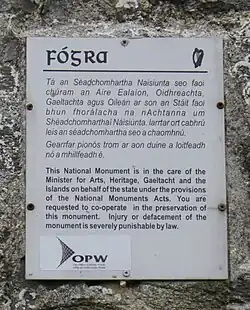 FÓGRA
Tá an Séadchomhartha Naisiunta seo faoi
chúram an Aire Ealaion, Oidhreachta,
Gaeltachta agus Oileán ar son an Stáit faoi
bhun fhorálacha na nAchtanna um
Shéadchomharthaí Náisiunta. Iarrtar ort cabhrú
leis an séadchomhartha seo a chaomhnú.
Gearrfar pionós trom ar aon duine a loitfeadh
nó a mhillfeadh é.
This National Monument is in the care of the
Minister for Arts, Heritage, Gaeltacht and the
Islands on behalf of the state under the provisions
of the National Monuments Acts. You are
requested to co-operate in the preservation of
this monument. Injury or defacement of the
monument is severely punishable by law.
OPW